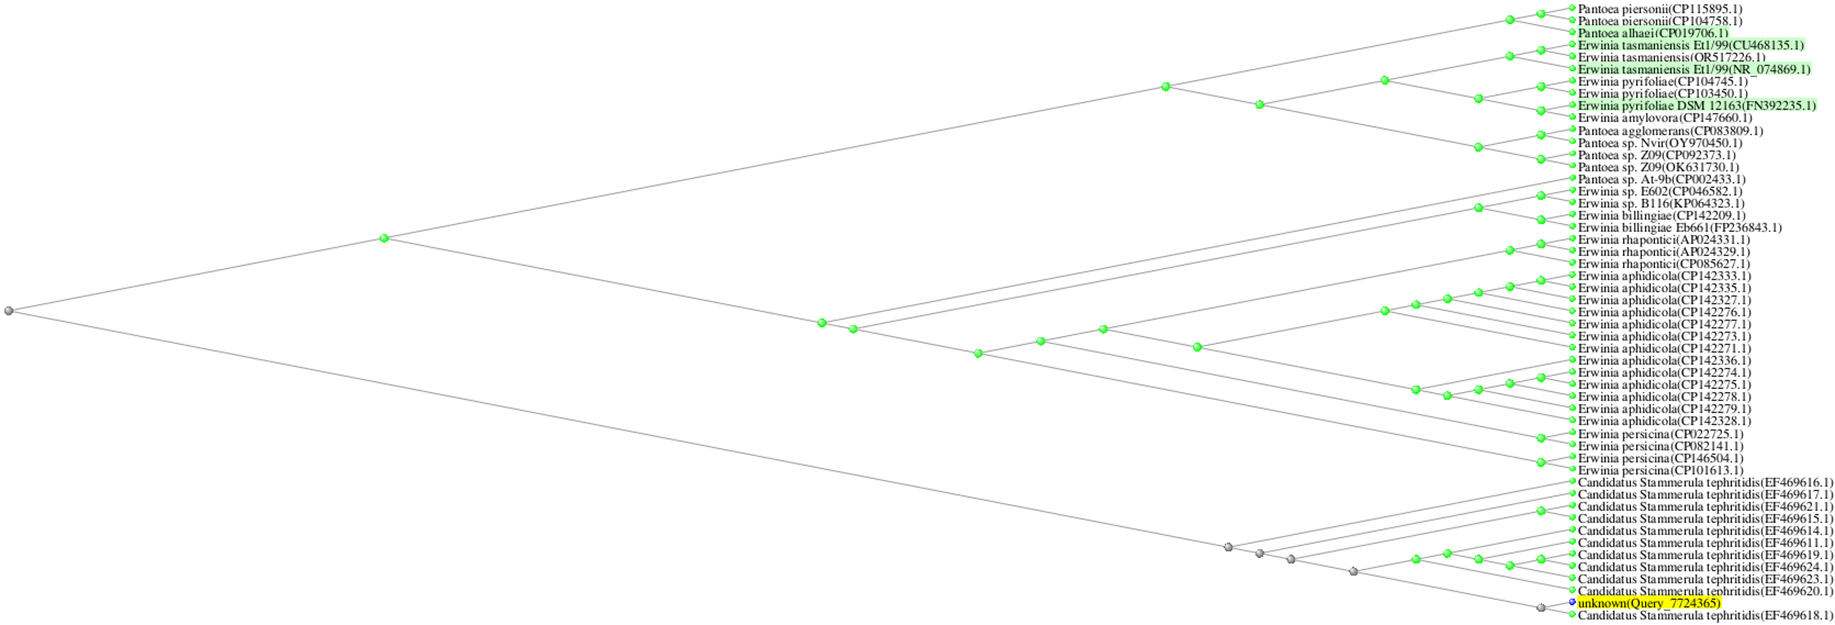 Pantoea piersonii(CP115895.1)
Pantoea piersonii(CP104758.1)
Pantoea alhagi(CP019706.1)
Erwinia tasmaniensis Et1/99(CU468135.1)
Erwinia tasmaniensis(OR517226.1)
Erwinia tasmaniensis Et1/99(NR_074869.1)
Erwinia pyrifoliae(CP104745.1)
Erwinia pyrifoliae(CP103450.1)
Erwinia pyrifoliae DSM 12163(FN392235.1)
Erwinia amylovora(CP147660.1)
Pantoea agglomerans(CP083809.1)
Pantoea sp. Nvir(OY970450.1)
Pantoea sp. Z09(CP092373.1)
Pantoea sp. Z09(OK631730.1)
Pantoea sp. At-9b(CP002433.1)
Erwinia sp. E602(CP046582.1)
Erwinia sp. B116(KP064323.1)
Erwinia billingiae(CP142209.1)
Erwinia billingiae Eb661(FP236843.1)
Erwinia rhapontici(AP024331.1)
Erwinia rhapontici(AP024329.1)
Erwinia rhapontici(CP085627.1)
Erwinia aphidicola(CP142333.1)
Erwinia aphidicola(CP142335.1)
Erwinia aphidicola(CP142327.1)
Erwinia aphidicola(CP142276.1)
Erwinia aphidicola(CP142277.1)
Erwinia aphidicola(CP142273.1)
Erwinia aphidicola(CP142271.1)
Erwinia aphidicola(CP142336.1)
Erwinia aphidicola(CP142274.1)
Erwinia aphidicola(CP142275.1)
Erwinia aphidicola(CP142278.1)
Erwinia aphidicola(CP142279.1)
Erwinia aphidicola(CP142328.1)
Erwinia persicina(CP022725.1)
Erwinia persicina(CP082141.1)
Erwinia persicina(CP146504.1)
Erwinia persicina(CP101613.1)
Candidatus Stammerula tephritidis(EF469616.1)
Candidatus Stammerula tephritidis(EF469617.1)
Candidatus Stammerula tephritidis(EF469621.1)
Candidatus Stammerula tephritidis(EF469615.1)
Candidatus Stammerula tephritidis(EF469614.1)
Candidatus Stammerula tephritidis(EF469611.1)
Candidatus Stammerula tephritidis(EF469619.1)
Candidatus Stammerula tephritidis(EF469624.1)
Candidatus Stammerula tephritidis(EF469623.1)
Candidatus Stammerula tephritidis(EF469620.1)
unknown(Query_7724365)
Candidatus Stammerula tephritidis(EF469618.1)